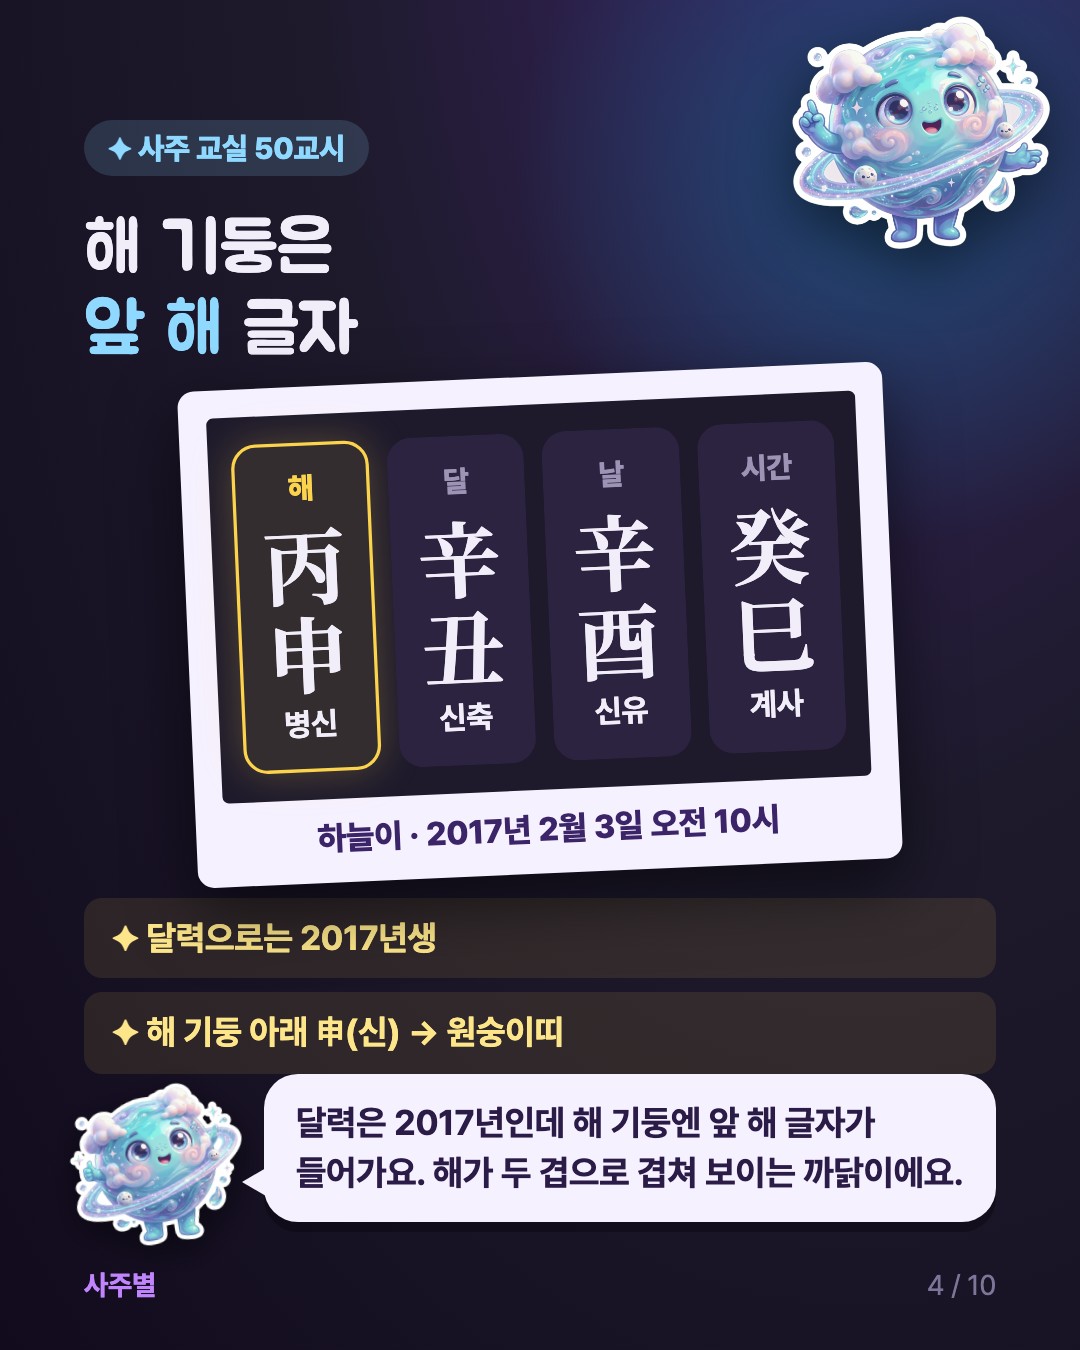 사주 교실 50교시
해 기둥은
앞 해 글자
해 달 날 시간
丙 辛 辛 癸
申 丑 酉 巳
병신 신축 신유 계사
하늘이 · 2017년 2월 3일 오전 10시
달력으로는 2017년생
해 기둥 아래 申(신) → 원숭이띠
달력은 2017년인데 해 기둥엔 앞 해 글자가
들어가요. 해가 두 겹으로 겹쳐 보이는 까닭이에요.
사주별
4 / 10